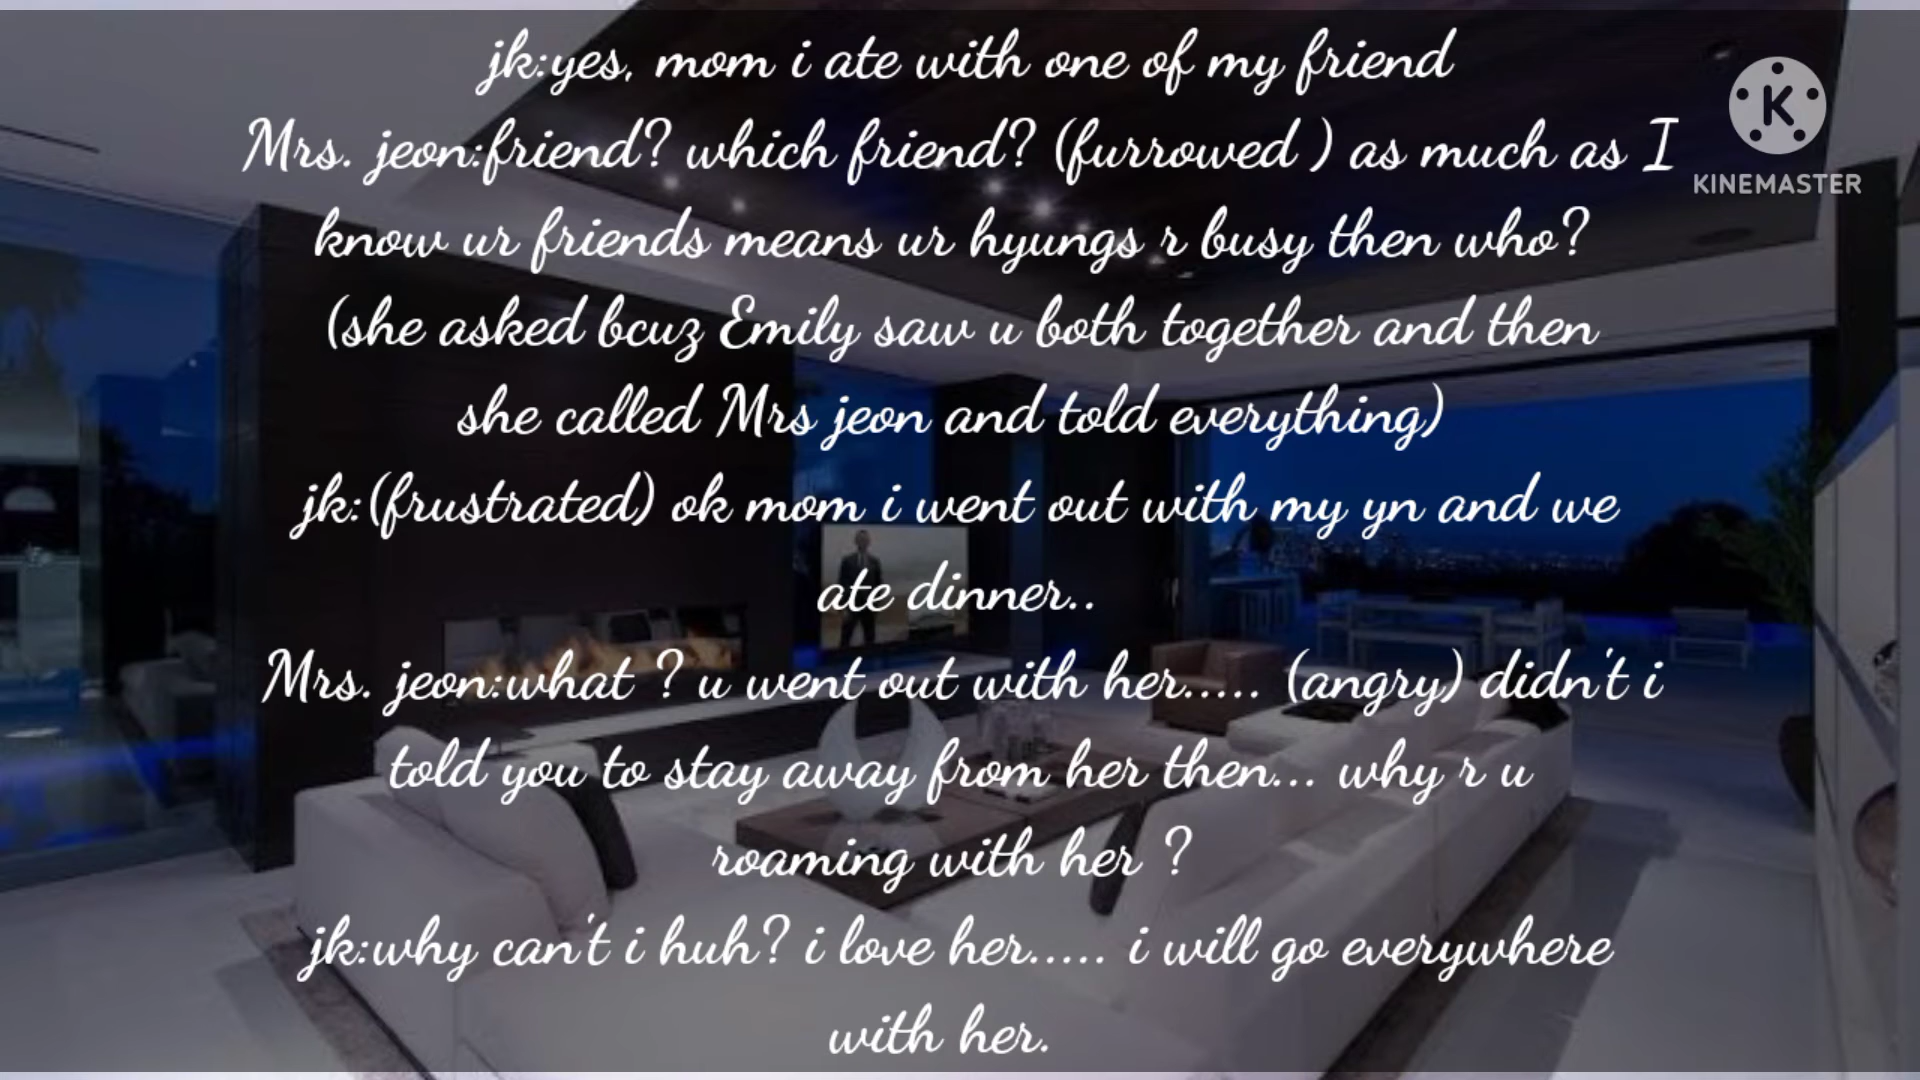 jk:yes, mom i ate with one of my friend
Mrs. jeon:friend? which friend? (furrowed ) as much as I
know ur friends means ur hyungs r busy then who?
(she asked bcuz Emily saw u both together and then
she called Mrs jeon and told everything)
jk:(frustrated) ok mom i went out with my yn and we
ate dinner..
Mrs. jeon:what ? u went out with her..... (angry) didn't i
told you to stay away from her then... why r u
roaming with her ?
jk:why can't i huh? i love her..... i will go everywhere
with her.
K
KINEMASTER